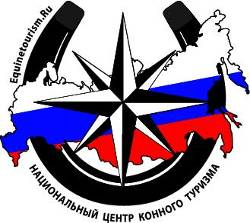 Equinetourism.Ru
НАЦИОНАЛЬНЫЙ ЦЕНТР КОННОГО ТУРИЗМА